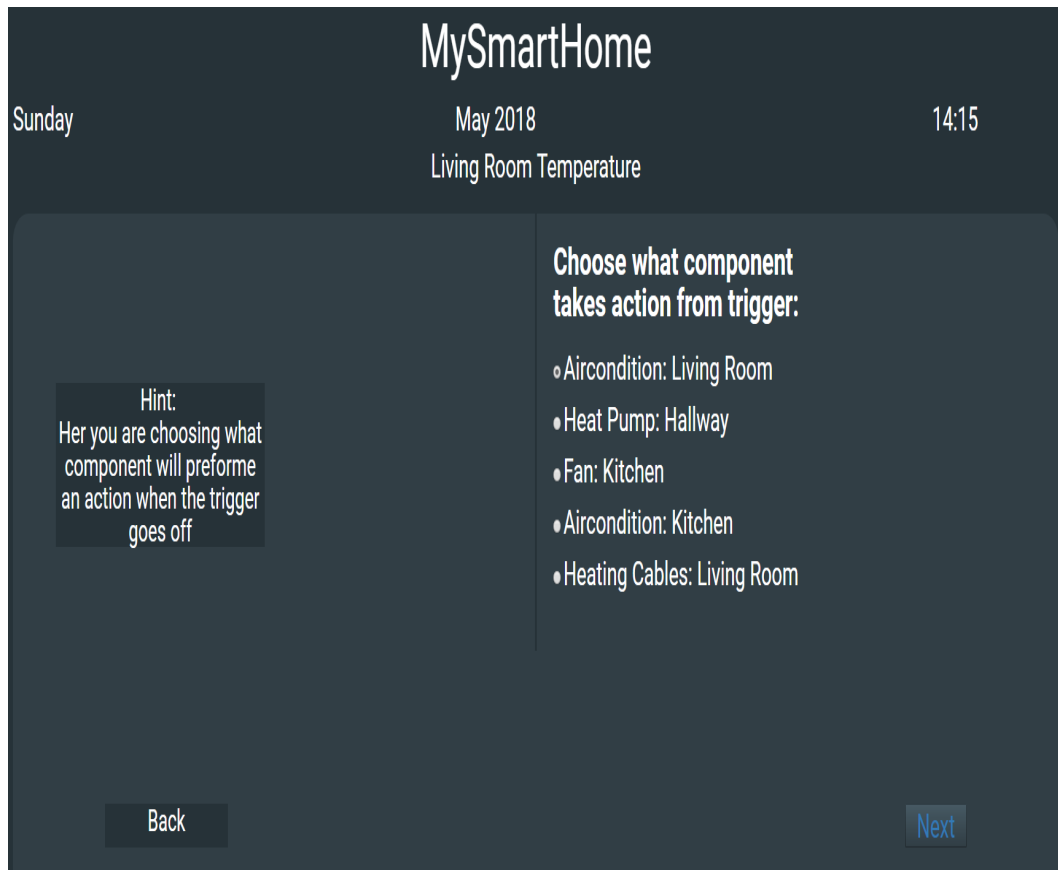 MySmartHome
Sunday
May 2018
14:15
Living Room Temperature
Choose what component
takes action from trigger:
Aircondition: Living Room
Heat Pump: Hallway
Fan: Kitchen
Aircondition: Kitchen
Heating Cables: Living Room
Hint:
Her you are choosing what
component will preforme
an action when the trigger
goes off
Back
Next